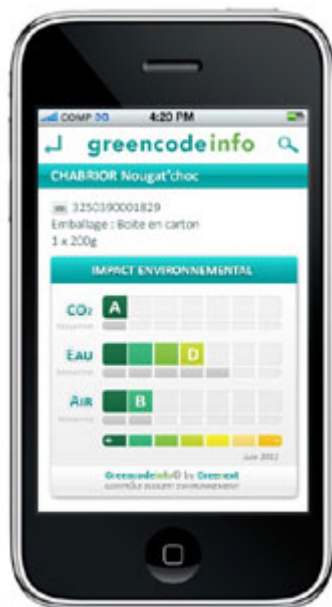 COMP 3G 4:20 PM
greencodeinfo
CHABRIOR Nougat'choc
3250390001829
Emballage : Boite en carton
1 x 200g
IMPACT ENVIRONNEMENTAL
CO₂ A
EAU D
AIR B
Greencodeinfo© by Greenext